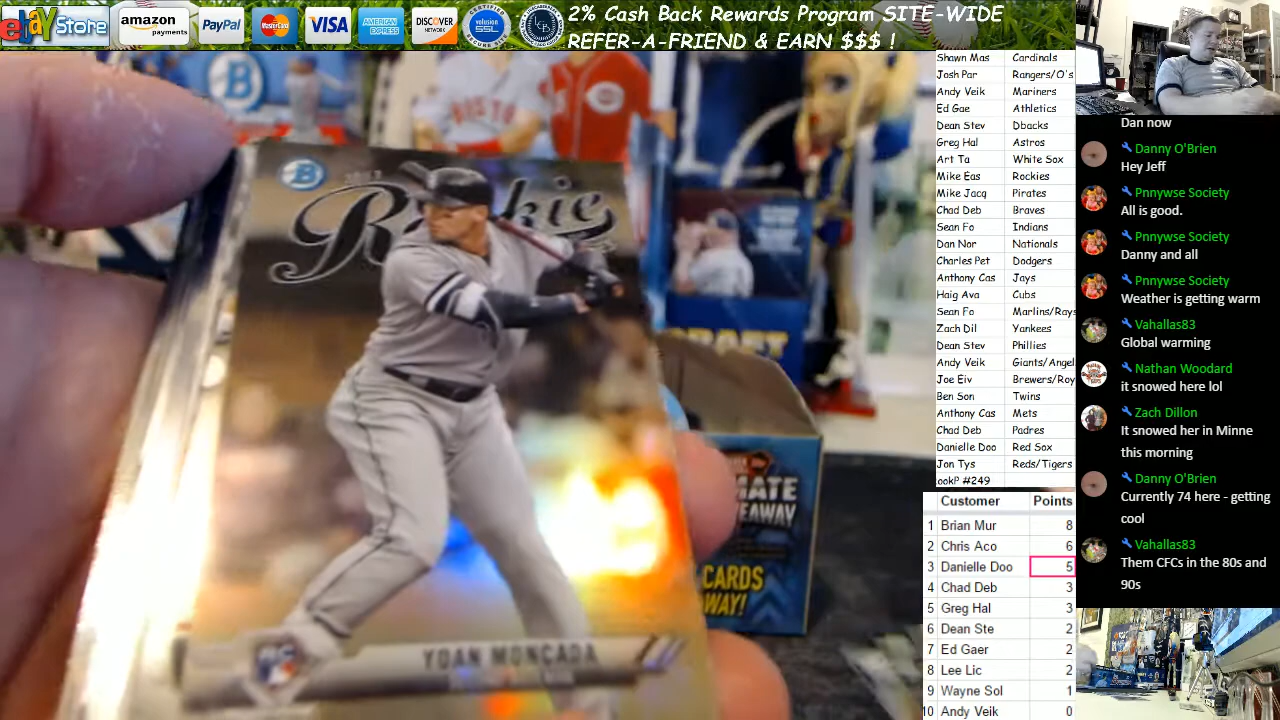 ebay Store
amazon payments
PayPal
MasterCard
VISA
AMERICAN EXPRESS
DISCOVER NETWORK
CERTIFIED
volusion SSL
SECURE SITE
2% Cash Back Rewards Program SITE-WIDE
REFER-A-FRIEND & EARN $$$ !
Shawn Mas Cardinals
Josh Par Rangers/O's
Andy Veik Mariners
Ed Gae Athletics
Dean Stev Dbacks
Greg Hal Astros
Art Ta White Sox
Mike Eas Rockies
Mike Jacq Pirates
Chad Deb Braves
Sean Fo Indians
Dan Nor Nationals
Charles Pet Dodgers
Anthony Cas Jays
Haig Ava Cubs
Sean Fo Marlins/Rays
Zach Dil Yankees
Dean Stev Phillies
Andy Veik Giants/Angel
Joe Eiv Brewers/Roy
Ben Son Twins
Anthony Cas Mets
Chad Deb Padres
Danielle Doo Red Sox
Jon Tys Reds/Tigers
ookP #249
Customer Points
1 Brian Mur 8
2 Chris Aco 6
3 Danielle Doo 5
4 Chad Deb 3
5 Greg Hal 3
6 Dean Ste 2
7 Ed Gaer 2
8 Lee Lic 2
9 Wayne Sol 1
10 Andy Veik 0
Dan now
Danny O'Brien
Hey Jeff
Pnnywse Society
All is good.
Pnnywse Society
Danny and all
Pnnywse Society
Weather is getting warm
Vahallas83
Global warming
Nathan Woodard
it snowed here lol
Zach Dillon
It snowed her in Minne
this morning
Danny O'Brien
Currently 74 here - getting
cool
Vahallas83
Them CFCs in the 80s and
90s
B
B
2017
Rookie
RC
YOAN MONCADA
DRAFT
MATE
AWAY
CARDS
WAY!